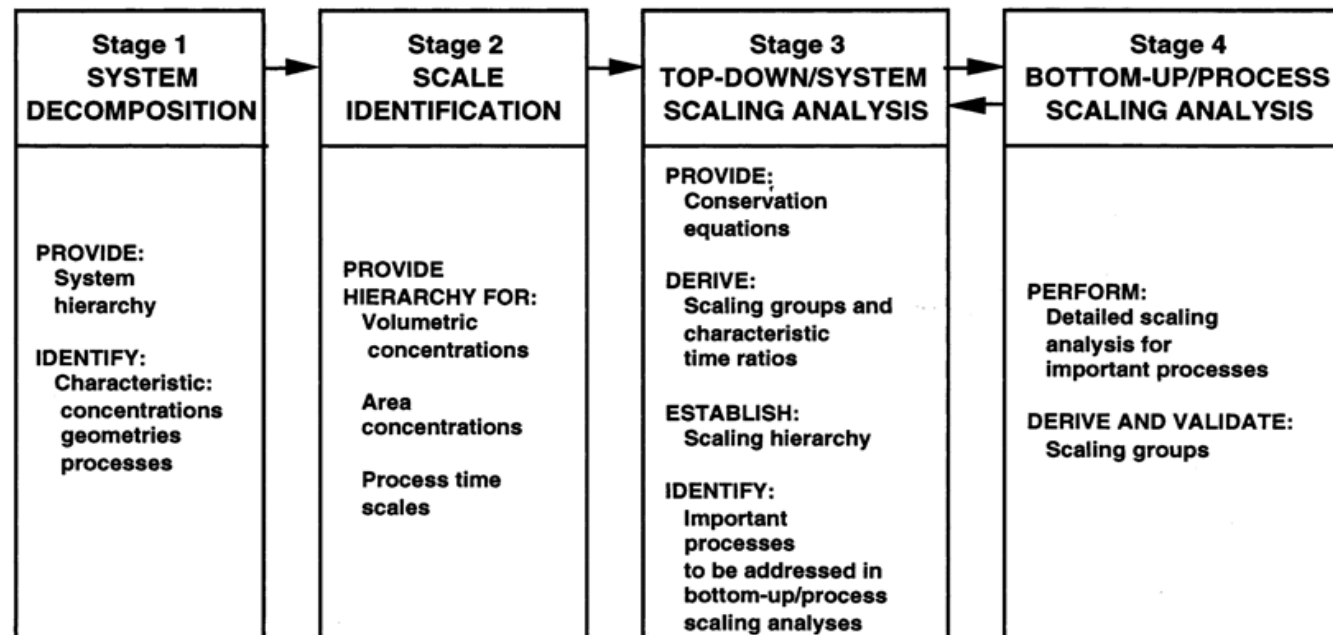 Stage 1
SYSTEM
DECOMPOSITION
PROVIDE:
System
hierarchy
IDENTIFY:
Characteristic:
concentrations
geometries
processes
Stage 2
SCALE
IDENTIFICATION
PROVIDE
HIERARCHY FOR:
Volumetric
concentrations
Area
concentrations
Process time
scales
Stage 3
TOP-DOWN/SYSTEM
SCALING ANALYSIS
PROVIDE:
Conservation
equations
DERIVE:
Scaling groups and
characteristic
time ratios
ESTABLISH:
Scaling hierarchy
IDENTIFY:
Important
processes
to be addressed in
bottom-up/process
scaling analyses
Stage 4
BOTTOM-UP/PROCESS
SCALING ANALYSIS
PERFORM:
Detailed scaling
analysis for
important processes
DERIVE AND VALIDATE:
Scaling groups